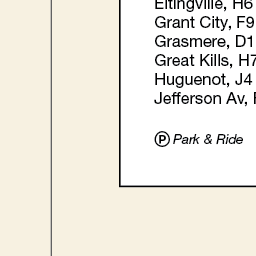 Eltingville, H6
Grant City, F9
Grasmere, D1
Great Kills, H7
Huguenot, J4
Jefferson Av,
Ⓟ Park & Ride